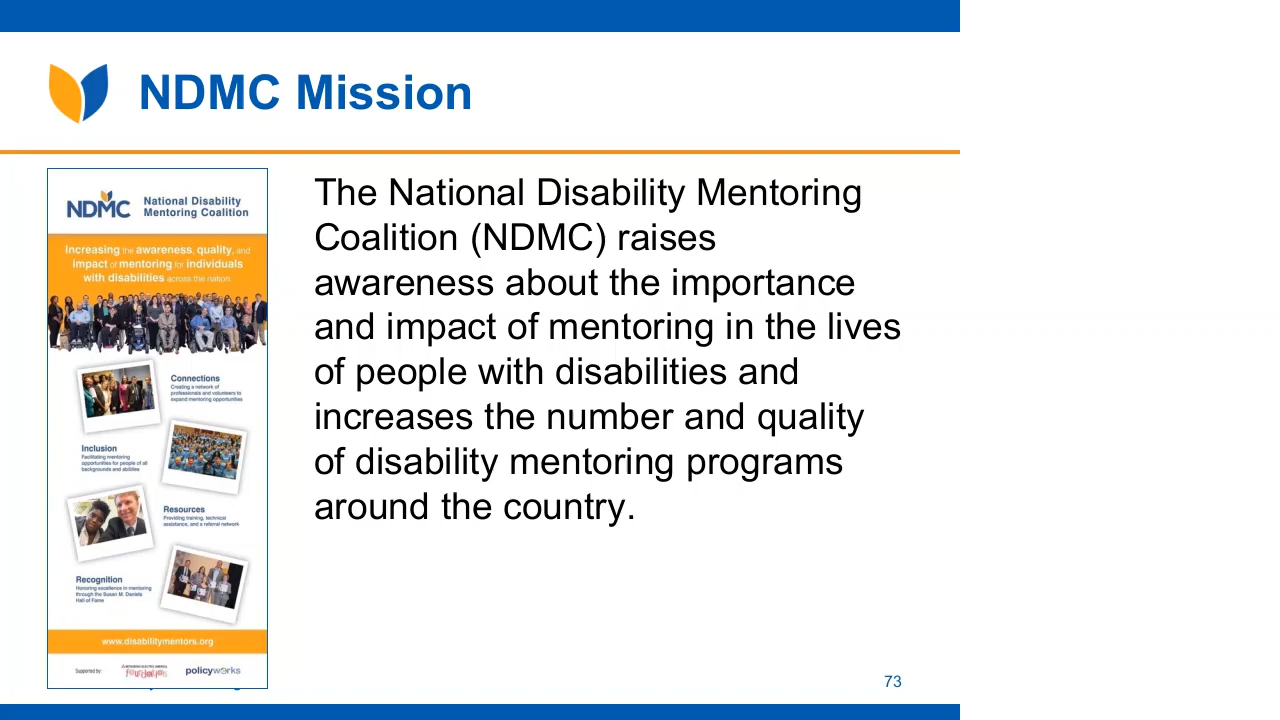 NDMC Mission
NDMC
National Disability
Mentoring Coalition
Increasing the awareness, quality, and
impact of mentoring for individuals
with disabilities across the nation.
Connections
Creating a network of
professionals and volunteers to
expand mentoring opportunities
Inclusion
Facilitating mentoring
opportunities for people of all
backgrounds and abilities
Resources
Providing training, technical
assistance, and a referral network
Recognition
Honoring excellence in mentoring
through the Susan M. Daniels
Hall of Fame
www.disabilitymentors.org
Supported by:
policyworks
The National Disability Mentoring
Coalition (NDMC) raises
awareness about the importance
and impact of mentoring in the lives
of people with disabilities and
increases the number and quality
of disability mentoring programs
around the country.
73